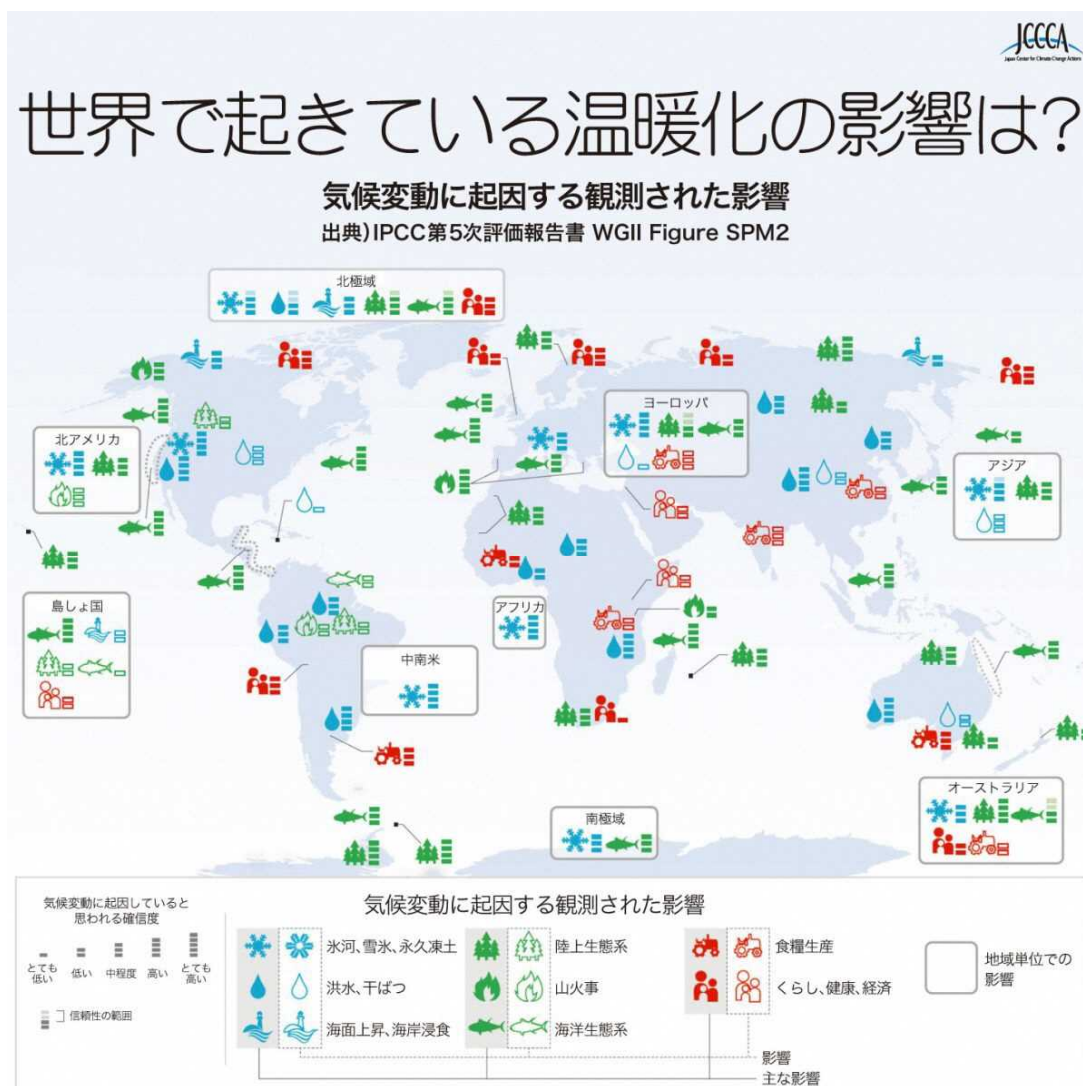 JCCCA
Japan Center for Climate Change Actions
世界で起きている温暖化の影響は?
気候変動に起因する観測された影響
出典)IPCC第5次評価報告書 WGII Figure SPM2
北極域
北アメリカ
ヨーロッパ
アジア
島しょ国
アフリカ
中南米
オーストラリア
南極域
気候変動に起因していると
思われる確信度
とても
低い
低い
中程度
高い
とても
高い
信頼性の範囲
気候変動に起因する観測された影響
氷河、雪氷、永久凍土
陸上生態系
食糧生産
洪水、干ばつ
山火事
くらし、健康、経済
海面上昇、海岸浸食
海洋生態系
地域単位での
影響
影響
主な影響